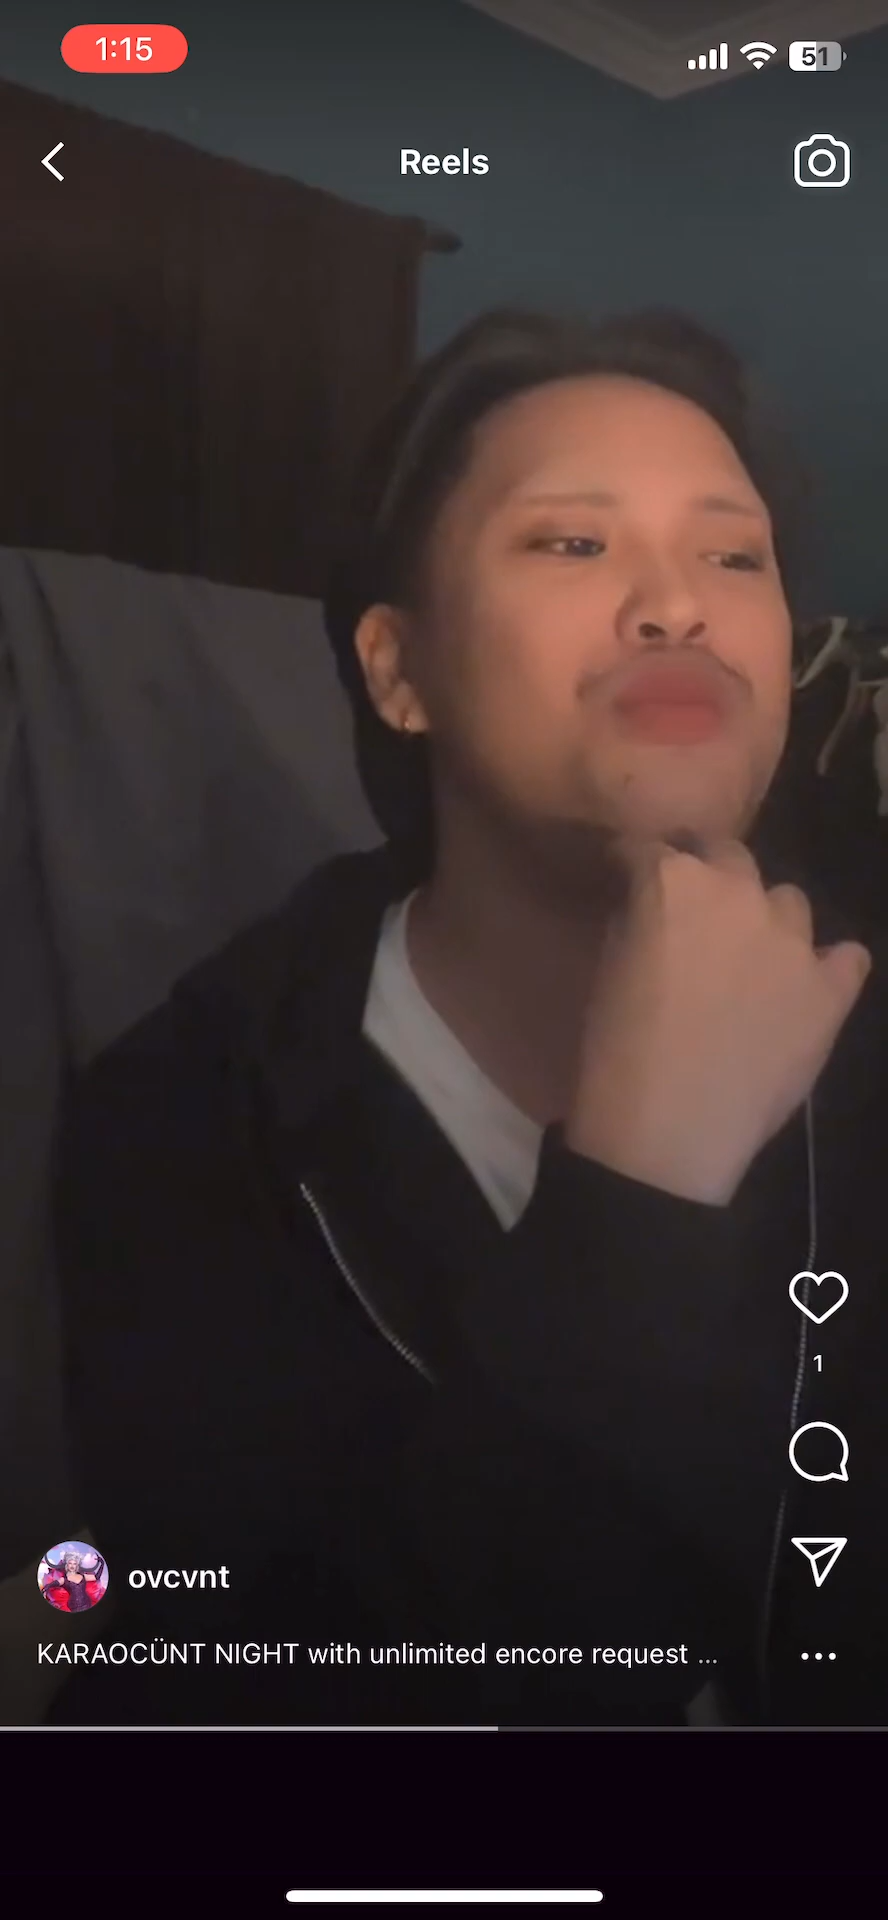 1:15
51
Reels
1
ovcvnt
KARAOCÜNT NIGHT with unlimited encore request ...